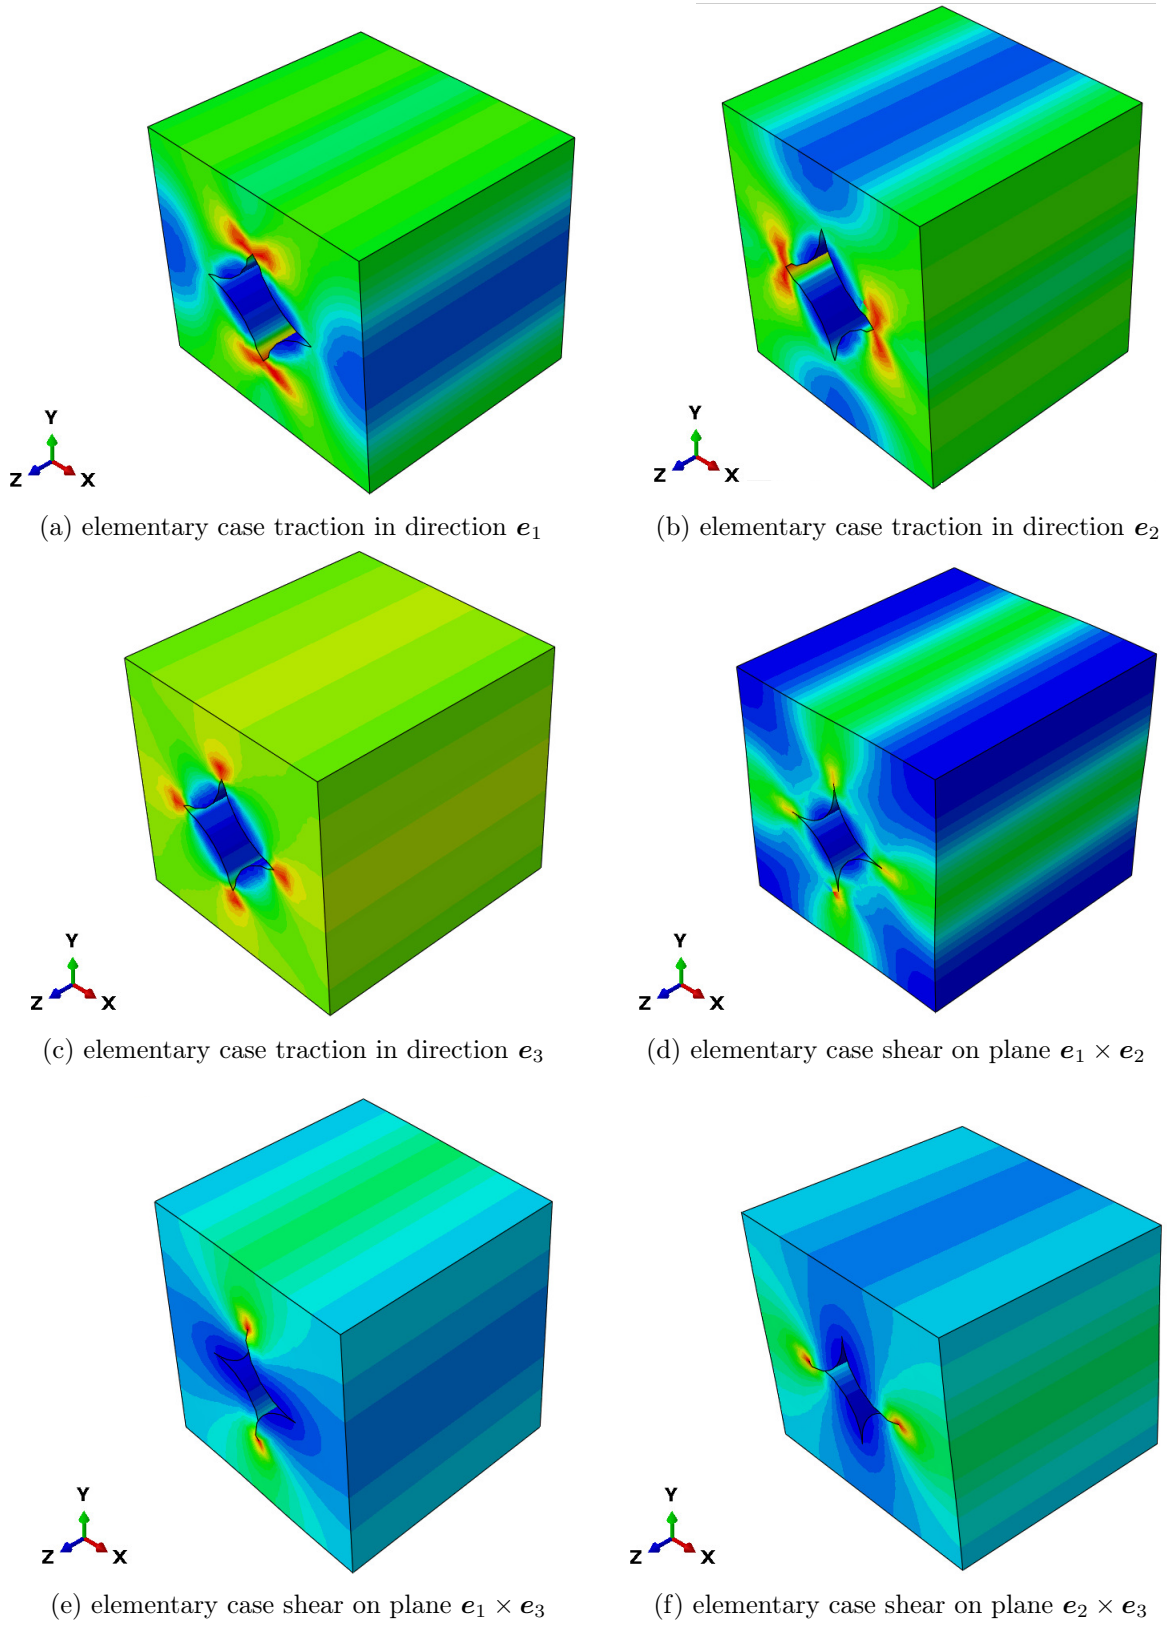 Y
Z X
Y
Z X
(a) elementary case traction in direction e₁
(b) elementary case traction in direction e₂
Y
Z X
Y
Z X
(c) elementary case traction in direction e₃
(d) elementary case shear on plane e₁ × e₂
Y
Z X
Y
Z X
(e) elementary case shear on plane e₁ × e₃
(f) elementary case shear on plane e₂ × e₃